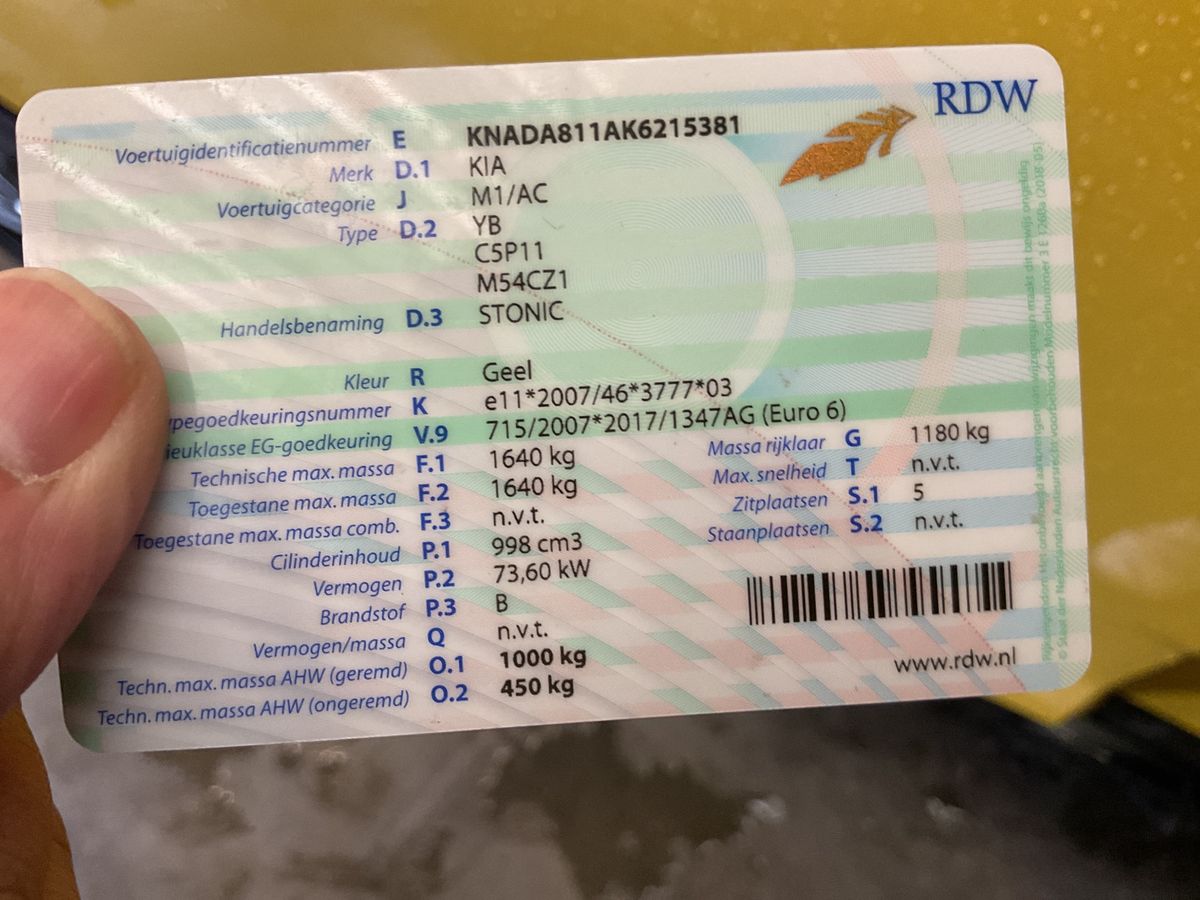 RDW
Voertuigidentificatienummer E KNADA811AK6215381
Merk D.1 KIA
Voertuigcategorie J M1/AC
Type D.2 YB
C5P11
M54CZ1
Handelsbenaming D.3 STONIC
Kleur R Geel
ypegoedkeuringsnummer K e11*2007/46*3777*03
ieuklasse EG-goedkeuring V.9 715/2007*2017/1347AG (Euro 6)
Technische max. massa F.1 1640 kg Massa rijklaar G 1180 kg
Toegestane max. massa F.2 1640 kg Max. snelheid T n.v.t.
Toegestane max. massa comb. F.3 n.v.t. Zitplaatsen S.1 5
Cilinderinhoud P.1 998 cm3 Staanplaatsen S.2 n.v.t.
Vermogen P.2 73,60 kW
Brandstof P.3 B
Vermogen/massa Q n.v.t.
Techn. max. massa AHW (geremd) O.1 1000 kg
Techn. max. massa AHW (ongeremd) O.2 450 kg
www.rdw.nl